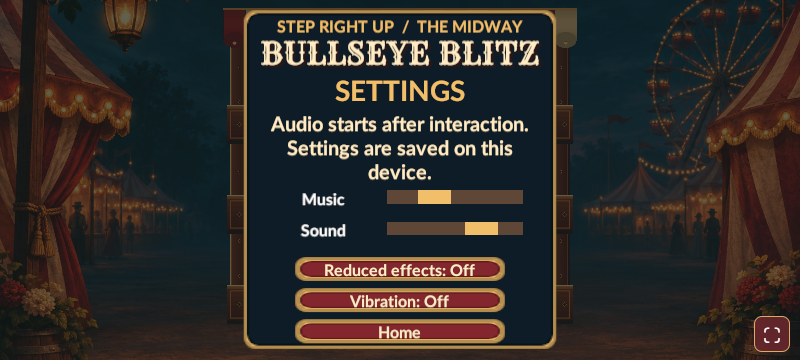 STEP RIGHT UP / THE MIDWAY
BULLSEYE BLITZ
SETTINGS
Audio starts after interaction.
Settings are saved on this
device.
Music
Sound
Reduced effects: Off
Vibration: Off
Home